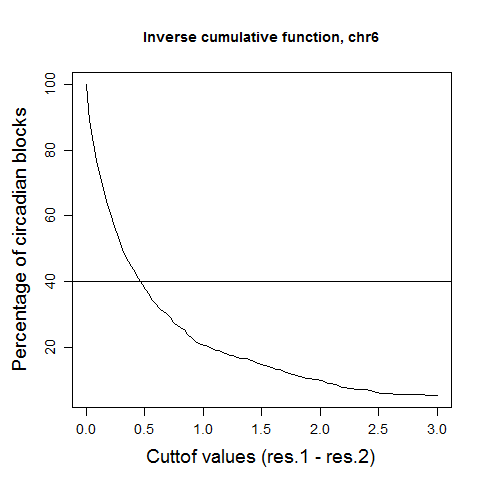 Inverse cumulative function, chr6
Percentage of circadian blocks
100
80
60
40
20
0.0 0.5 1.0 1.5 2.0 2.5 3.0
Cuttof values (res.1 - res.2)